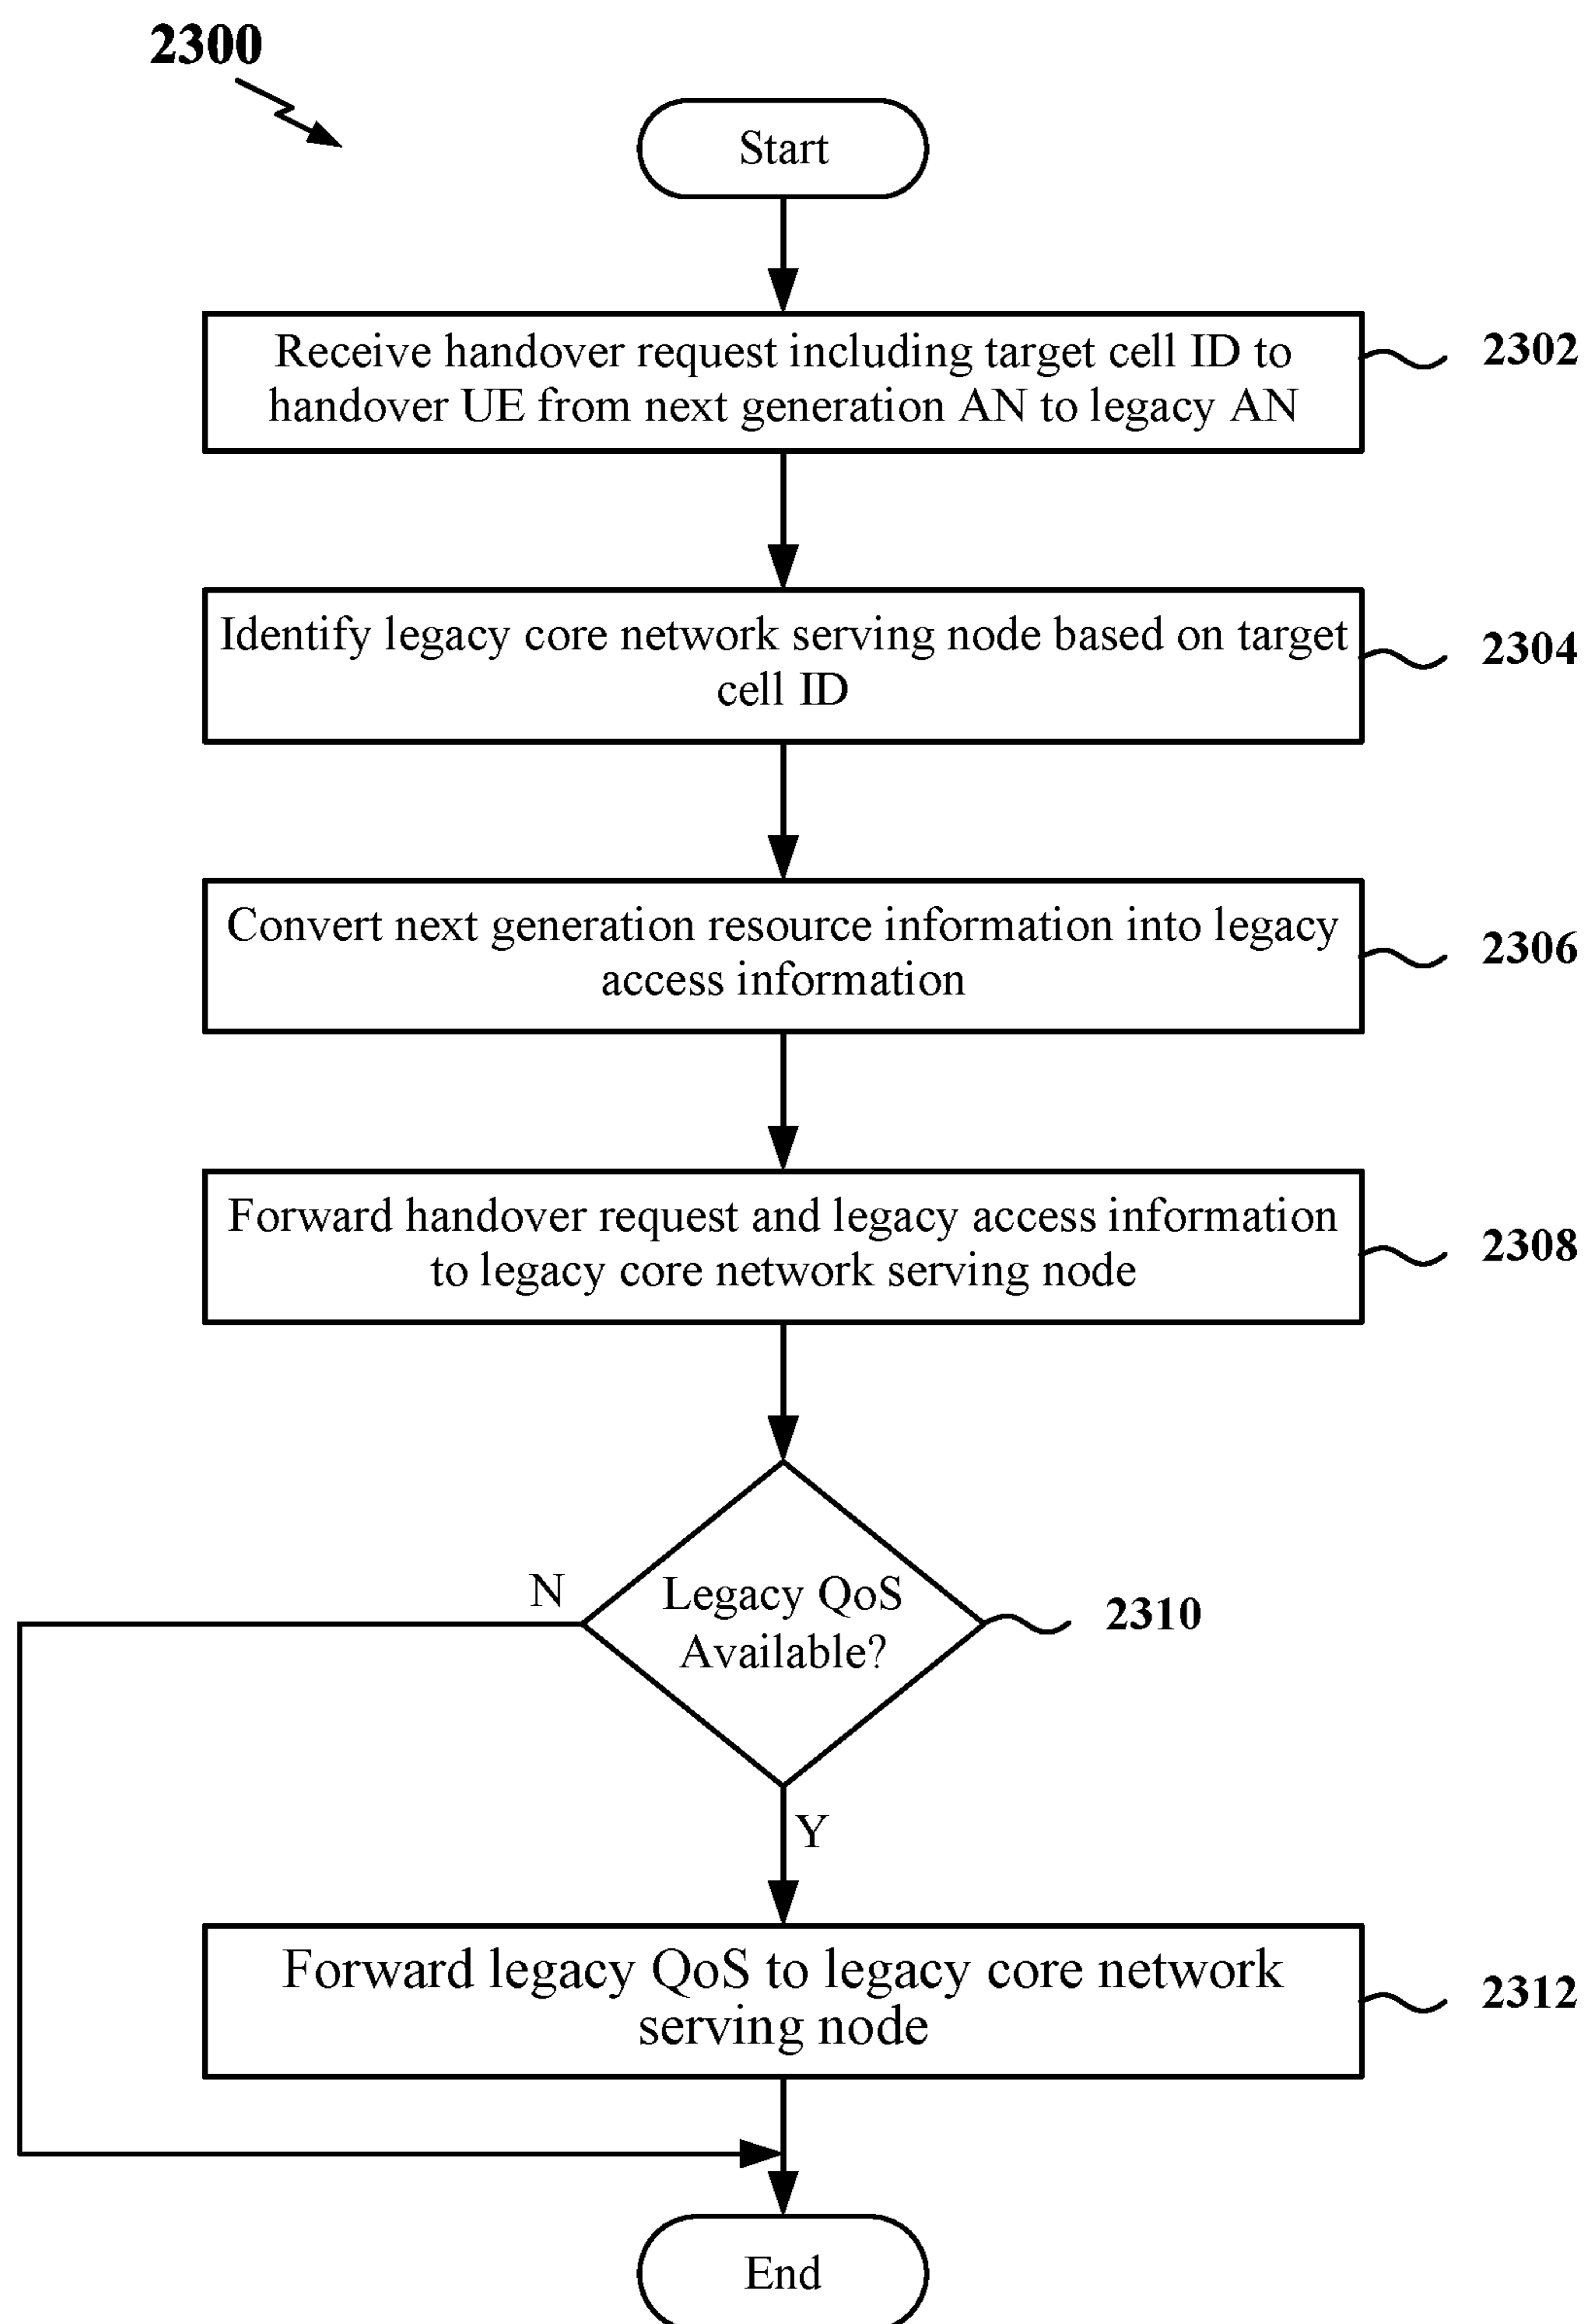 2300
Start
Receive handover request including target cell ID to
handover UE from next generation AN to legacy AN
2302
Identify legacy core network serving node based on target
cell ID
2304
Convert next generation resource information into legacy
access information
2306
Forward handover request and legacy access information
to legacy core network serving node
2308
N
Legacy QoS
Available?
2310
Y
Forward legacy QoS to legacy core network
serving node
2312
End